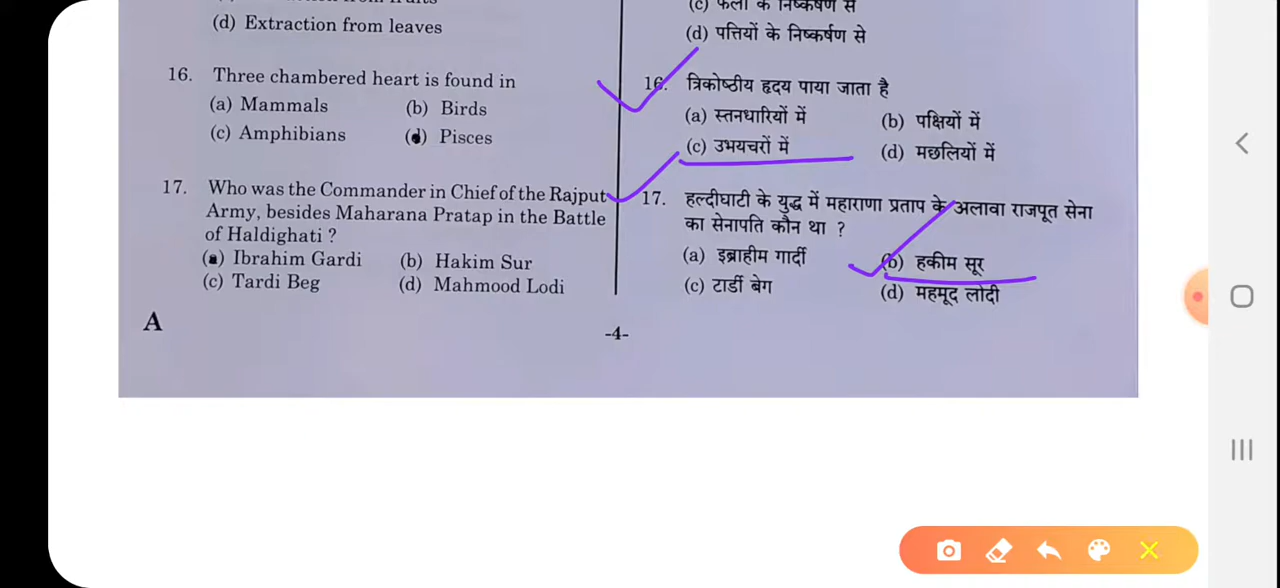 (d) Extraction from leaves
16. Three chambered heart is found in
(a) Mammals (b) Birds
(c) Amphibians (d) Pisces
17. Who was the Commander in Chief of the Rajput
Army, besides Maharana Pratap in the Battle
of Haldighati ?
(a) Ibrahim Gardi (b) Hakim Sur
(c) Tardi Beg (d) Mahmood Lodi
A
(c) फलों के निष्कर्षण से
(d) पत्तियों के निष्कर्षण से
16. त्रिकोष्ठीय हृदय पाया जाता है
(a) स्तनधारियों में (b) पक्षियों में
(c) उभयचरों में (d) मछलियों में
17. हल्दीघाटी के युद्ध में महाराणा प्रताप के अलावा राजपूत सेना
का सेनापति कौन था ?
(a) इब्राहीम गार्दी (b) हकीम सूर
(c) टार्डी बेग (d) महमूद लोदी
-4-